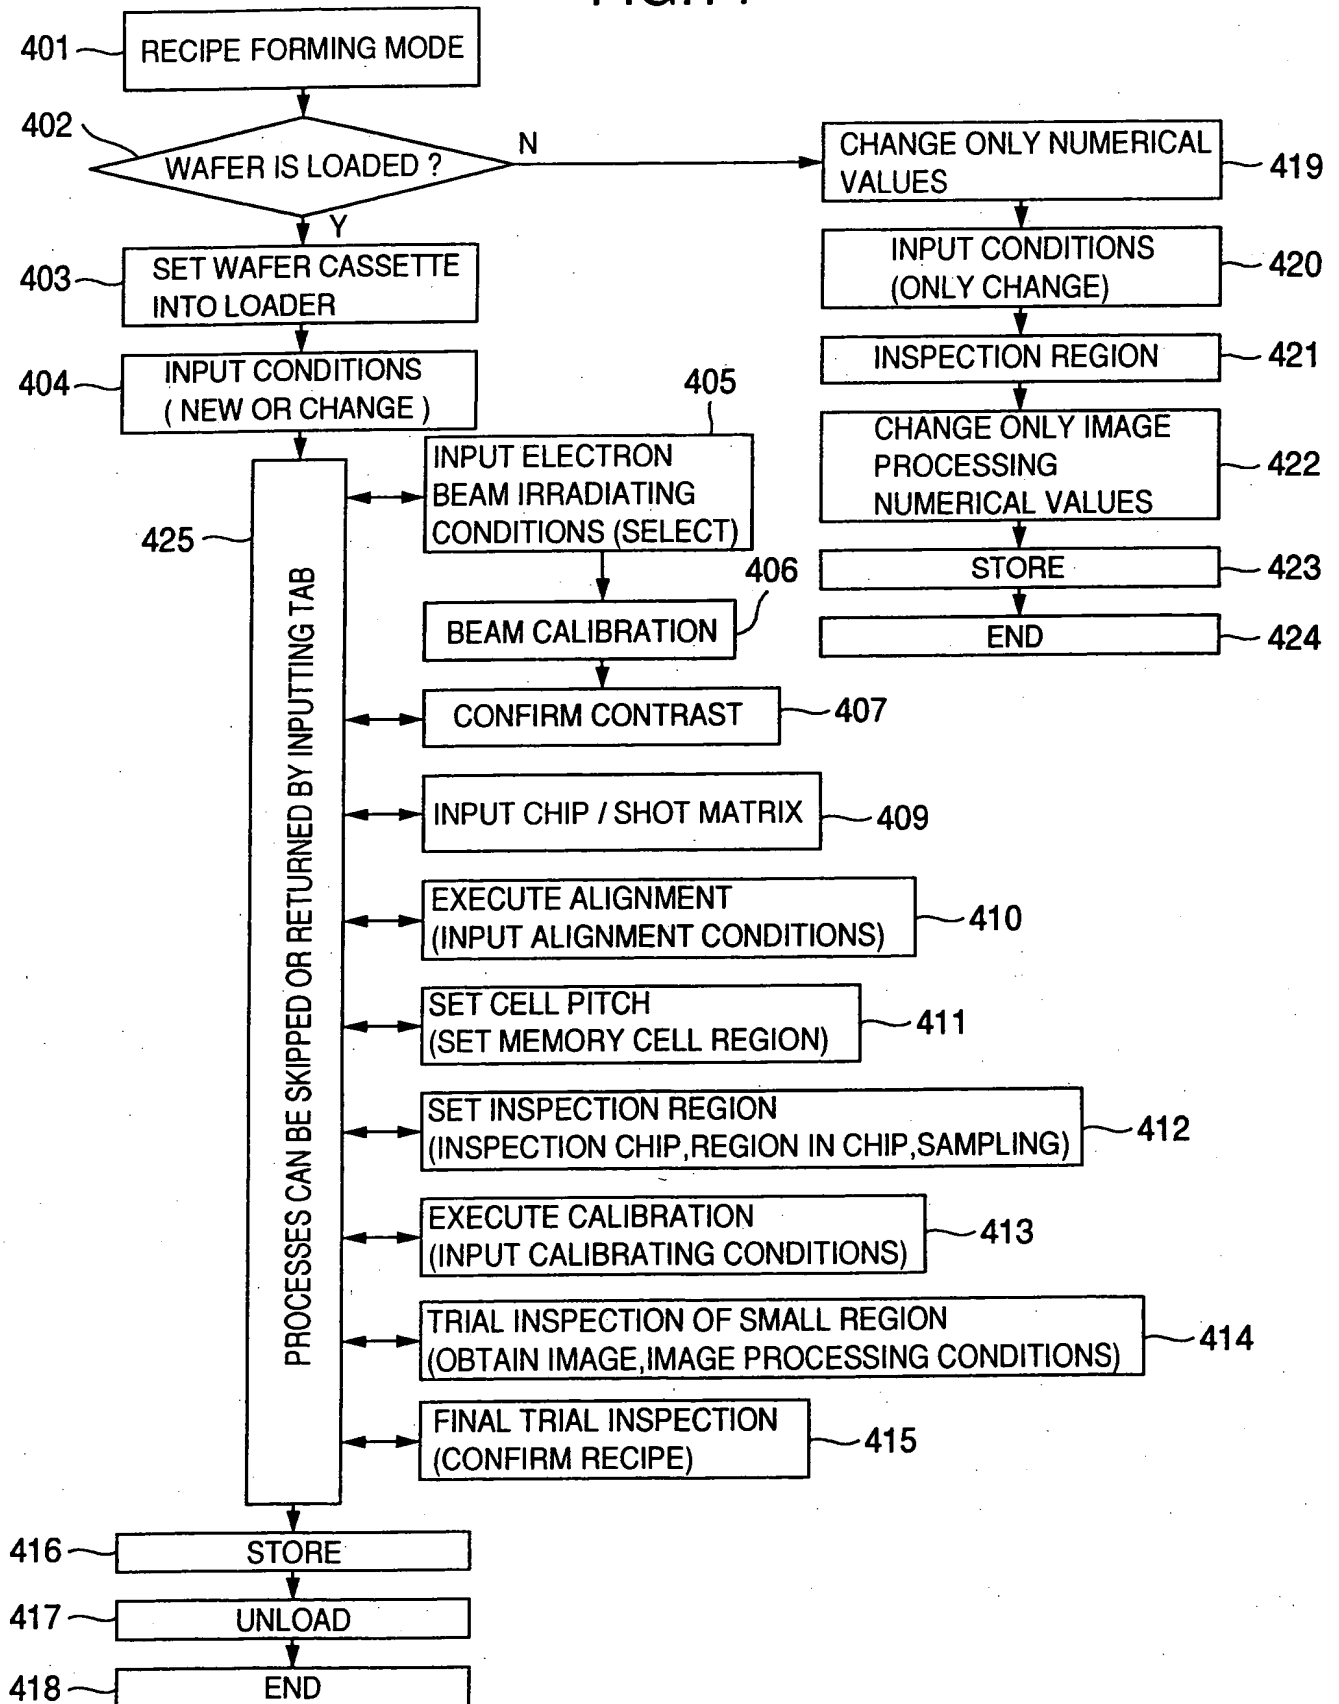 401
RECIPE FORMING MODE
402
WAFER IS LOADED ?
N
Y
403
SET WAFER CASSETTE
INTO LOADER
404
INPUT CONDITIONS
( NEW OR CHANGE )
CHANGE ONLY NUMERICAL
VALUES
419
INPUT CONDITIONS
(ONLY CHANGE)
420
INSPECTION REGION
421
CHANGE ONLY IMAGE
PROCESSING
NUMERICAL VALUES
422
STORE
423
END
424
425
PROCESSES CAN BE SKIPPED OR RETURNED BY INPUTTING TAB
405
INPUT ELECTRON
BEAM IRRADIATING
CONDITIONS (SELECT)
406
BEAM CALIBRATION
CONFIRM CONTRAST
407
INPUT CHIP / SHOT MATRIX
409
EXECUTE ALIGNMENT
(INPUT ALIGNMENT CONDITIONS)
410
SET CELL PITCH
(SET MEMORY CELL REGION)
411
SET INSPECTION REGION
(INSPECTION CHIP,REGION IN CHIP,SAMPLING)
412
EXECUTE CALIBRATION
(INPUT CALIBRATING CONDITIONS)
413
TRIAL INSPECTION OF SMALL REGION
(OBTAIN IMAGE,IMAGE PROCESSING CONDITIONS)
414
FINAL TRIAL INSPECTION
(CONFIRM RECIPE)
415
416
STORE
417
UNLOAD
418
END